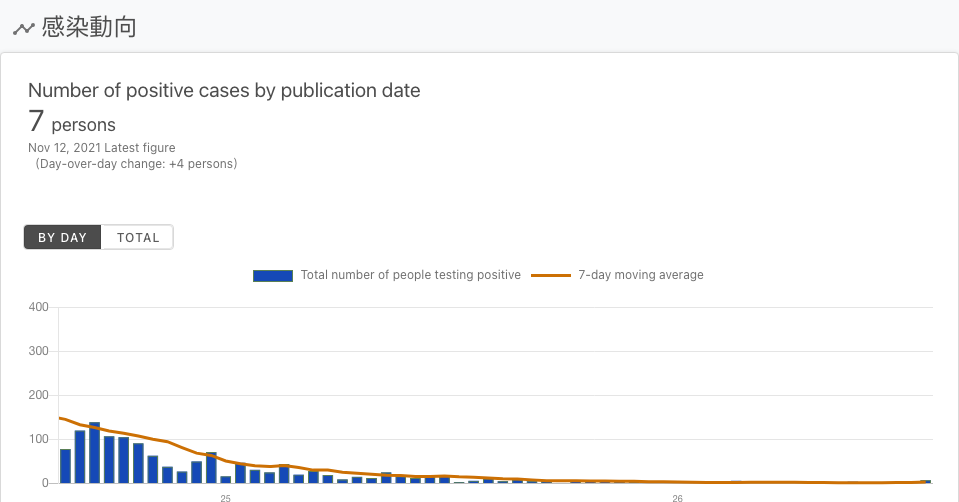 感染動向
Number of positive cases by publication date
7 persons
Nov 12, 2021 Latest figure
(Day-over-day change: +4 persons)
BY DAY TOTAL
Total number of people testing positive 7-day moving average
400
300
200
100
0
25 26